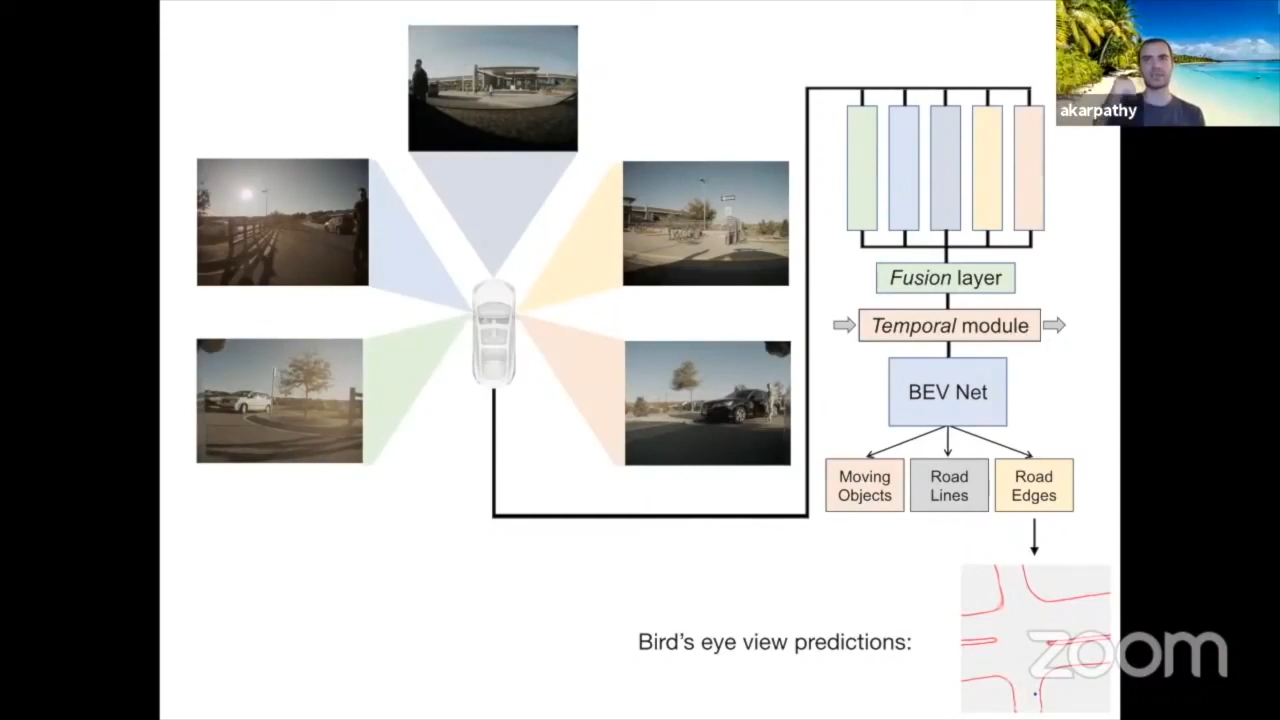 akarpathy
Fusion layer
Temporal module
BEV Net
Moving
Objects
Road
Lines
Road
Edges
Bird's eye view predictions:
zoom